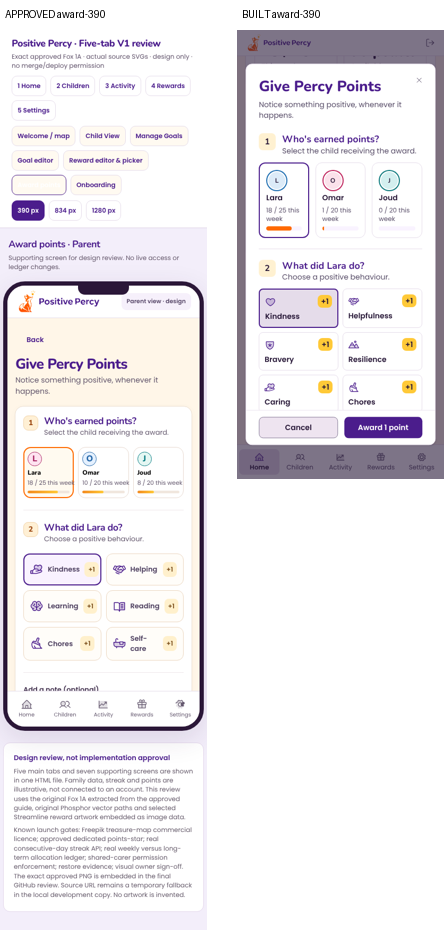 APPROVED award-390
Positive Percy · Five-tab V1 review
Exact approved Fox 1A · actual source SVGs · design only ·
no merge/deploy permission
1 Home
2 Children
3 Activity
4 Rewards
5 Settings
Welcome / map
Child View
Manage Goals
Goal editor
Reward editor & picker
Onboarding
390 px
834 px
1280 px
Award points · Parent
Supporting screen for design review. No live access or
ledger changes.
Positive Percy
Parent view · design
Back
Give Percy Points
Notice something positive, whenever it
happens.
1
Who's earned points?
Select the child receiving the award.
L
Lara
18 / 25 this week
O
Omar
10 / 20 this week
J
Joud
8 / 20 this week
2
What did Lara do?
Choose a positive behaviour.
Kindness
+1
Helping
+1
Learning
+1
Reading
+1
Chores
+1
Self-
care
+1
Add a note (optional)
Home
Children
Activity
Rewards
Settings
Design review, not implementation approval
Five main tabs and seven supporting screens are shown
in one HTML file. Family data, streak and points are
illustrative, not connected to an account. This review
uses the original Fox 1A extracted from the approved
guide, original Phosphor vector paths and selected
Streamline reward artwork embedded as image data.
Known launch gates: Freepik treasure-map commercial
licence; approved dedicated points-star; real
consecutive-day streak API; real weekly versus long-
term allocation ledger; shared-carer permission
enforcement; restore evidence; visual owner sign-off.
The exact approved PNG is embedded in the final
GitHub review. Source URL remains a temporary fallback
in the local development copy. No artwork is invented.
BUILT award-390
Positive Percy
Give Percy Points
Notice something positive, whenever it
happens.
1
Who's earned points?
Select the child receiving the award.
L
Lara
18 / 25 this
week
O
Omar
1 / 20 this
week
J
Joud
0 / 20 this
week
2
What did Lara do?
Choose a positive behaviour.
+1
Kindness
+1
Helpfulness
+1
Bravery
+1
Resilience
+1
Caring
+1
Chores
Cancel
Award 1 point
Home
Children
Activity
Rewards
Settings